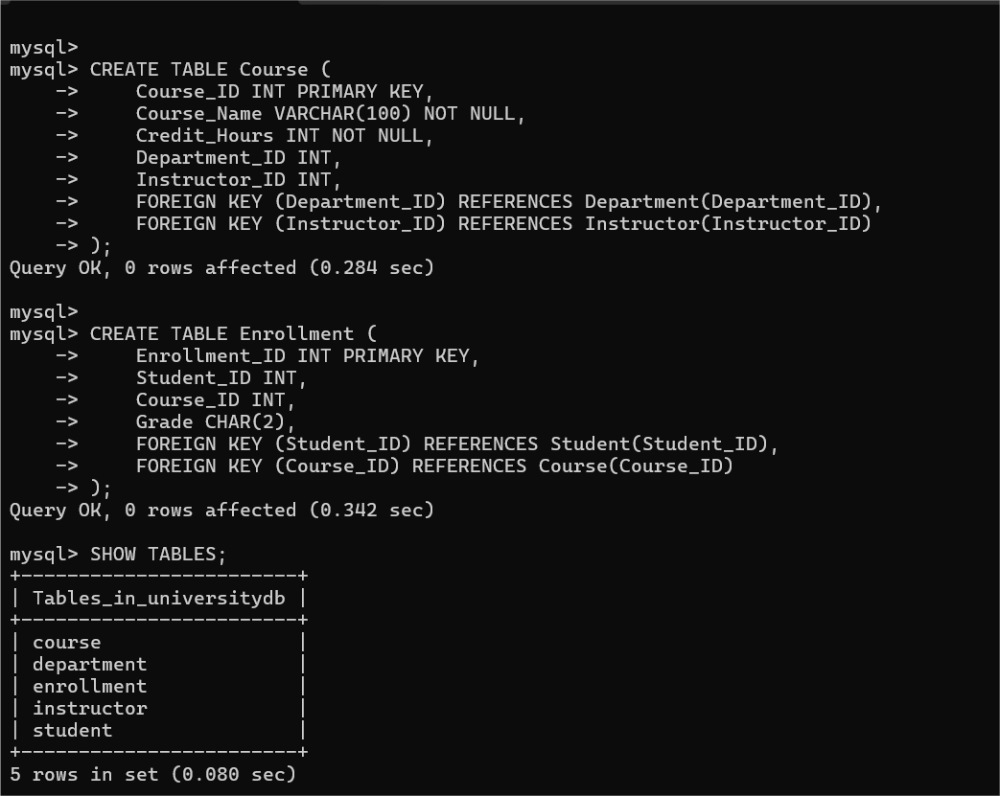 mysql>
mysql> CREATE TABLE Course (
    ->     Course_ID INT PRIMARY KEY,
    ->     Course_Name VARCHAR(100) NOT NULL,
    ->     Credit_Hours INT NOT NULL,
    ->     Department_ID INT,
    ->     Instructor_ID INT,
    ->     FOREIGN KEY (Department_ID) REFERENCES Department(Department_ID),
    ->     FOREIGN KEY (Instructor_ID) REFERENCES Instructor(Instructor_ID)
    -> );
Query OK, 0 rows affected (0.284 sec)

mysql>
mysql> CREATE TABLE Enrollment (
    ->     Enrollment_ID INT PRIMARY KEY,
    ->     Student_ID INT,
    ->     Course_ID INT,
    ->     Grade CHAR(2),
    ->     FOREIGN KEY (Student_ID) REFERENCES Student(Student_ID),
    ->     FOREIGN KEY (Course_ID) REFERENCES Course(Course_ID)
    -> );
Query OK, 0 rows affected (0.342 sec)

mysql> SHOW TABLES;
+------------------------+
| Tables_in_universitydb |
+------------------------+
| course                 |
| department             |
| enrollment             |
| instructor             |
| student                |
+------------------------+
5 rows in set (0.080 sec)